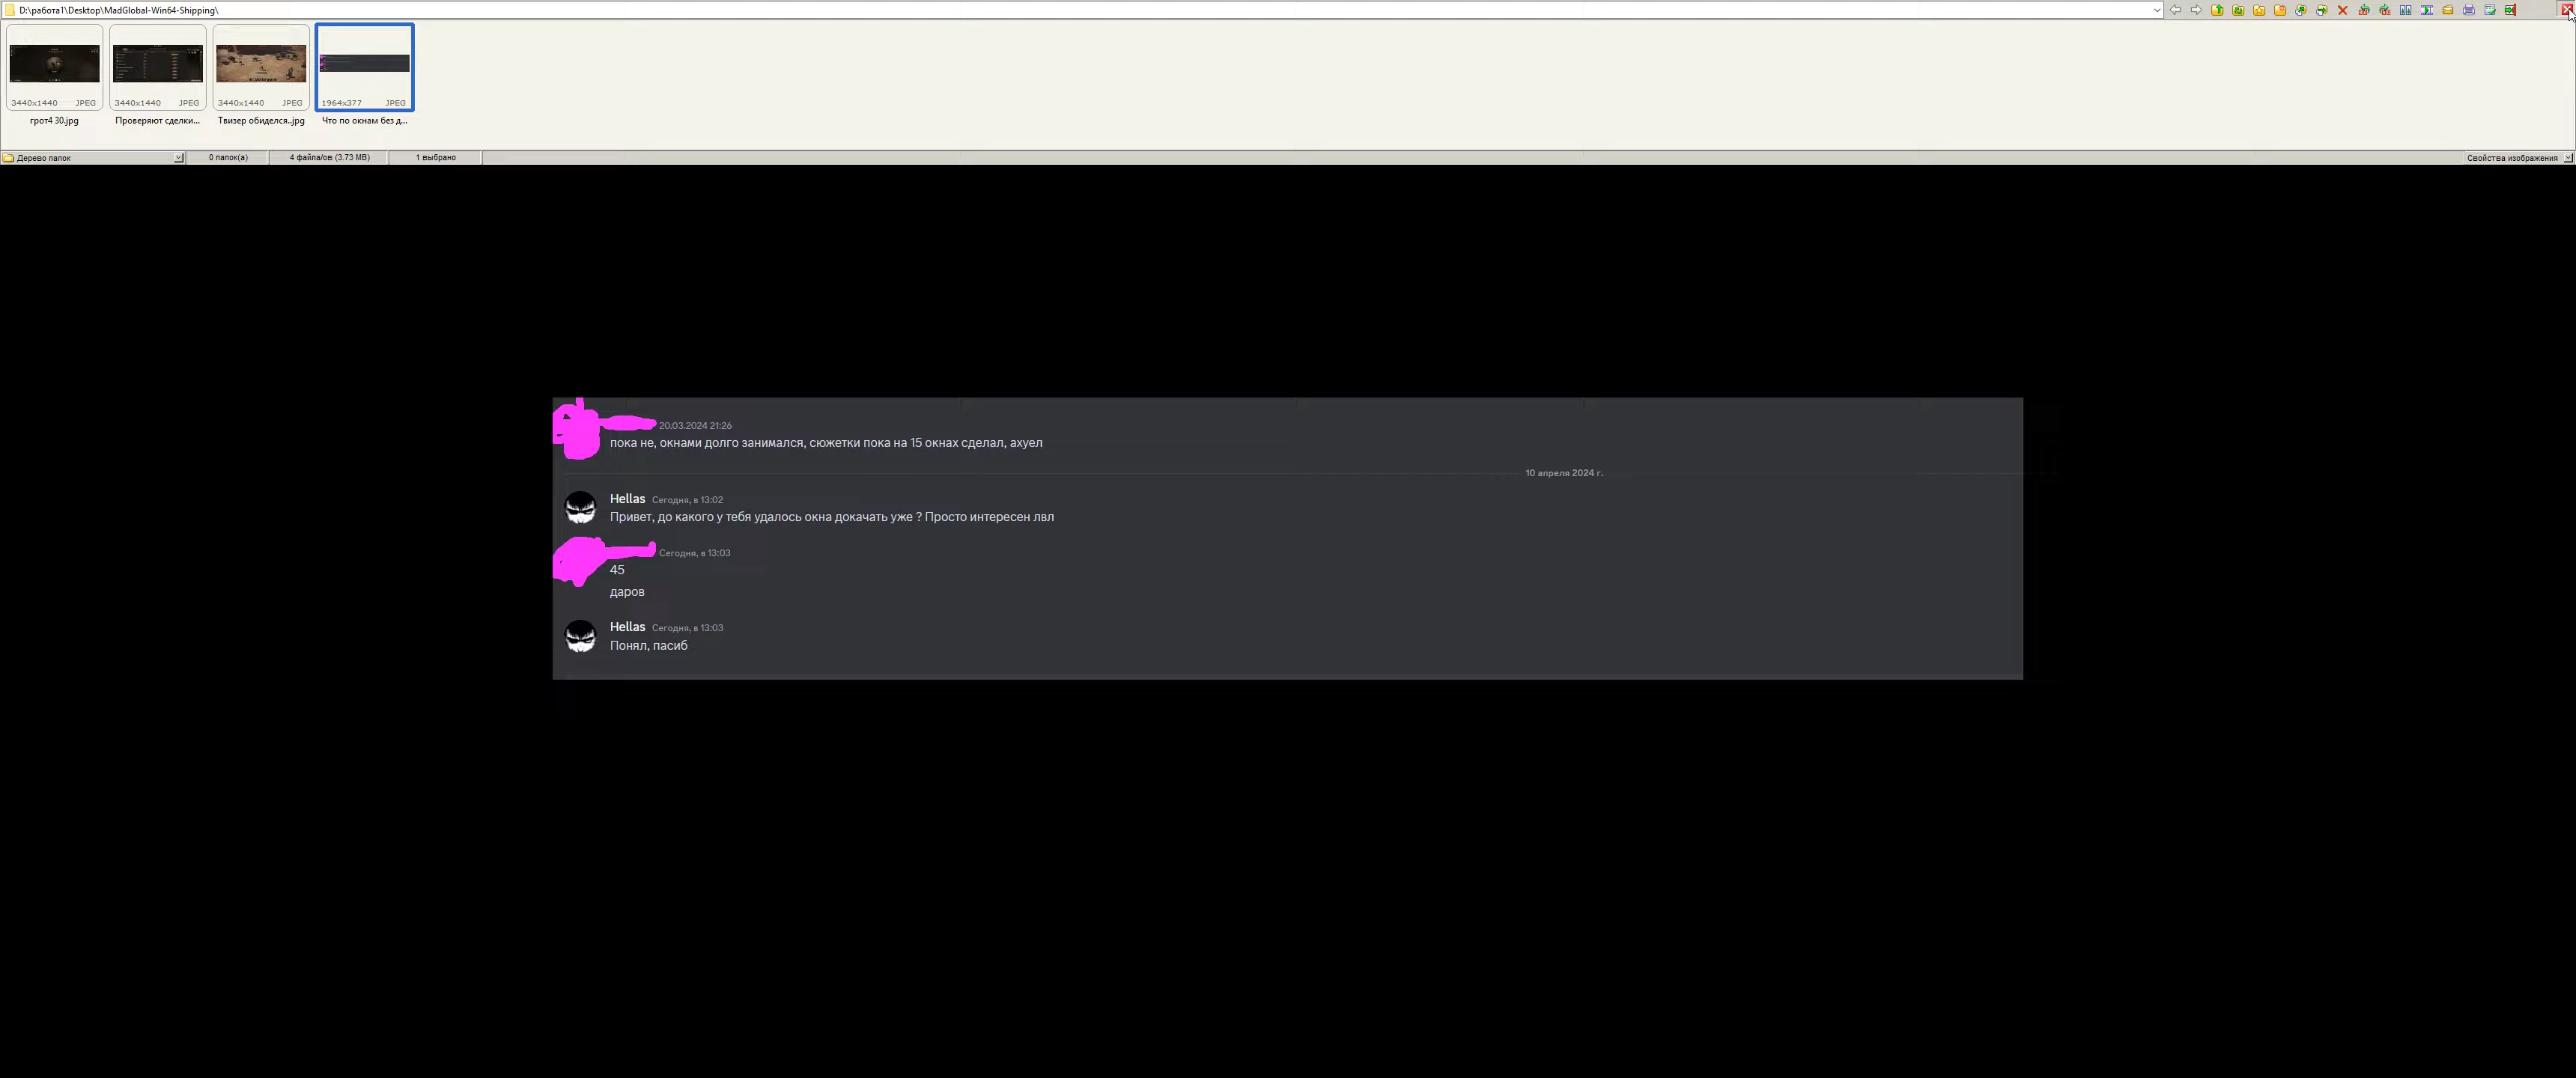 D:\работа1\Desktop\MadGlobal-Win64-Shipping\
3440x1440 JPEG
3440x1440 JPEG
3440x1440 JPEG
1964x377 JPEG
грот4 30.jpg
Проверяют сделки...
Твизер обиделся..jpg
Что по окнам без д...
Дерево папок
0 папок(а)
4 файла/ов (3.73 MB)
1 выбрано
Свойства изображения
20.03.2024 21:26
пока не, окнами долго занимался, сюжетки пока на 15 окнах сделал, ахуел
10 апреля 2024 г.
Hellas Сегодня, в 13:02
Привет, до какого у тебя удалось окна докачать уже ? Просто интересен лвл
Сегодня, в 13:03
45
даров
Hellas Сегодня, в 13:03
Понял, пасиб